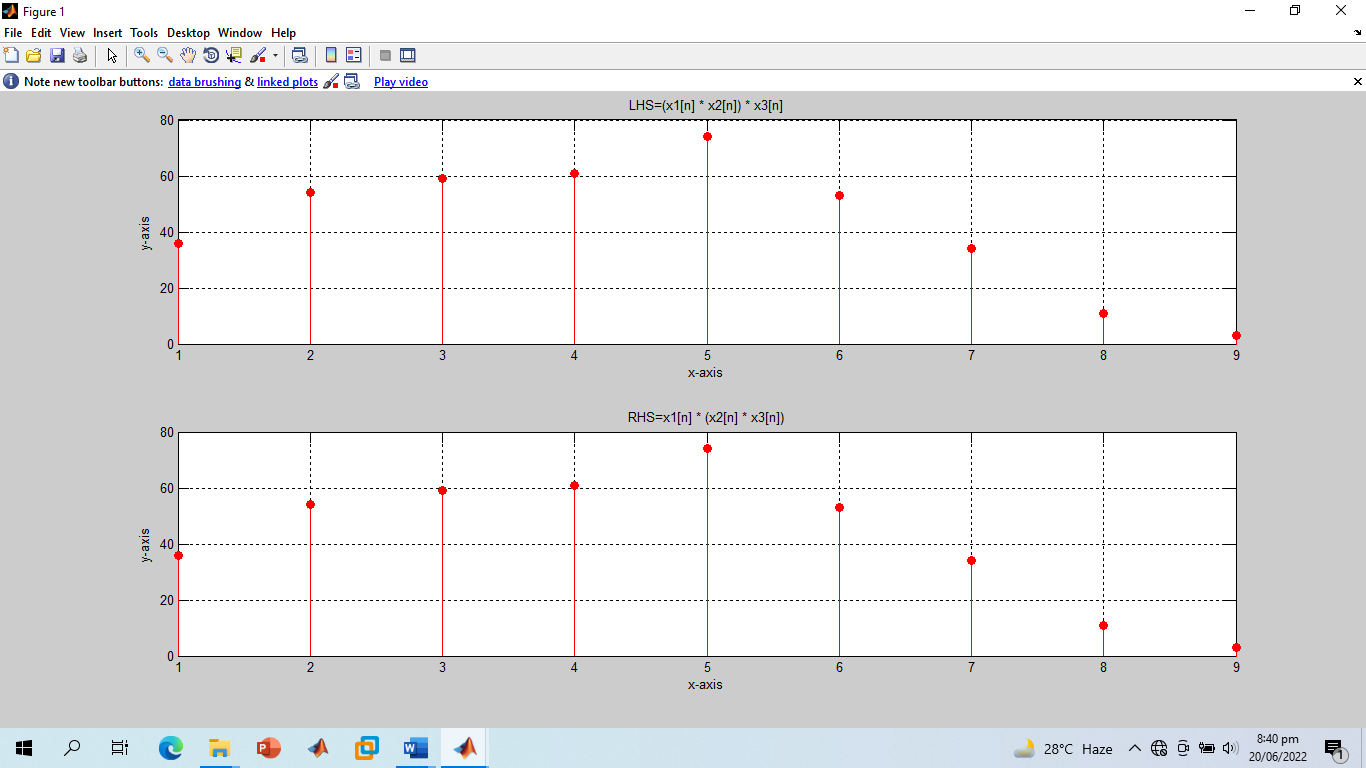 Figure 1
File Edit View Insert Tools Desktop Window Help
Note new toolbar buttons: data brushing & linked plots Play video
LHS=(x1[n] * x2[n]) * x3[n]
80
60
40
20
0
y-axis
1 2 3 4 5 6 7 8 9
x-axis
RHS=x1[n] * (x2[n] * x3[n])
80
60
40
20
0
y-axis
1 2 3 4 5 6 7 8 9
x-axis
28°C Haze
8:40 pm
20/06/2022
1